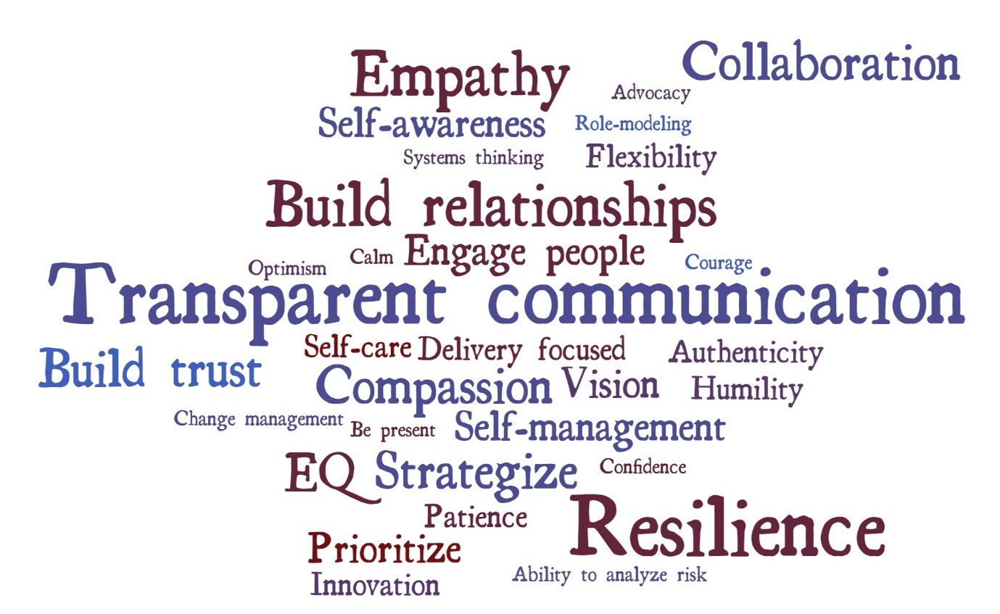 Collaboration
Empathy
Advocacy
Self-awareness
Role-modeling
Systems thinking
Flexibility
Build relationships
Engage people
Calm
Courage
Optimism
Transparent communication
Self-care
Delivery focused
Authenticity
Build trust
Compassion
Vision
Humility
Change management
Be present
Self-management
EQ
Strategize
Confidence
Patience
Resilience
Prioritize
Ability to analyze risk
Innovation